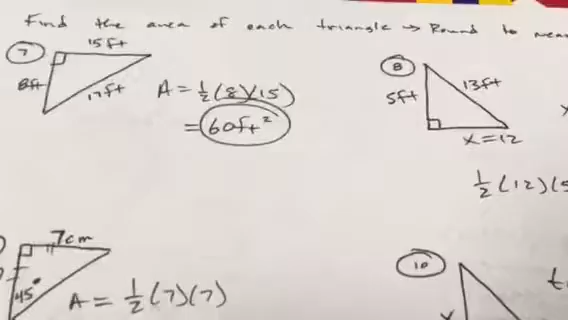 Find the area of each triangle → Round to
7
15ft
8ft
17ft
A = ½(8)(15)
= 60ft²
8
5ft
13ft
x=12
½(12)(5
7cm
45°
A = ½(7)(7)
10